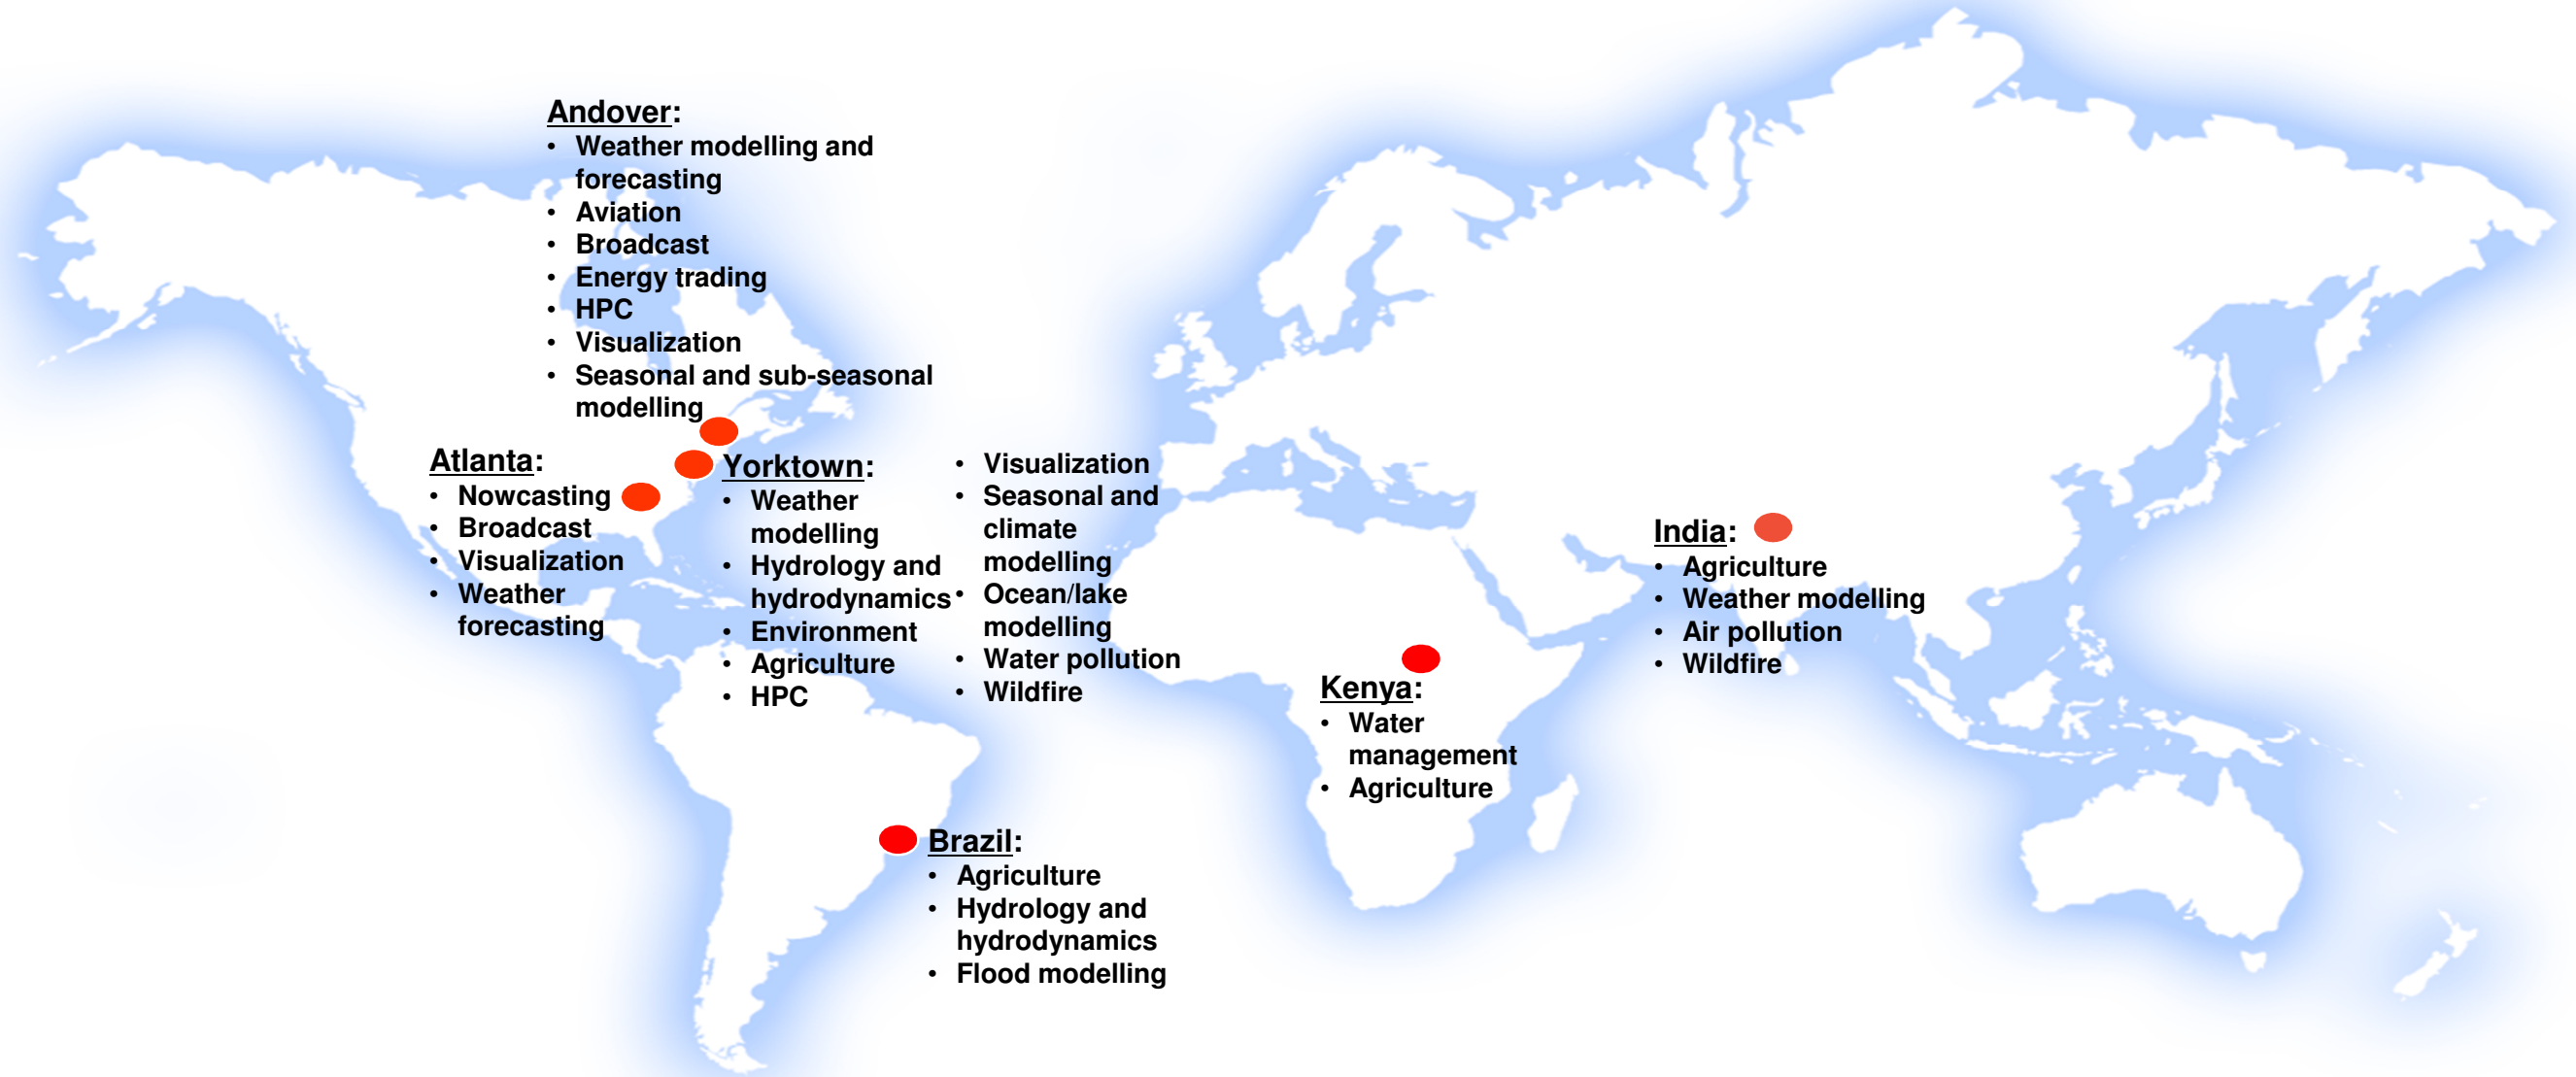 Andover:
• Weather modelling and
forecasting
• Aviation
• Broadcast
• Energy trading
• HPC
• Visualization
• Seasonal and sub-seasonal
modelling
Atlanta:
• Nowcasting
• Broadcast
• Visualization
• Weather
forecasting
Yorktown:
• Weather
modelling
• Hydrology and
hydrodynamics
• Environment
• Agriculture
• HPC
• Visualization
• Seasonal and
climate
modelling
• Ocean/lake
modelling
• Water pollution
• Wildfire
India:
• Agriculture
• Weather modelling
• Air pollution
• Wildfire
Kenya:
• Water
management
• Agriculture
Brazil:
• Agriculture
• Hydrology and
hydrodynamics
• Flood modelling